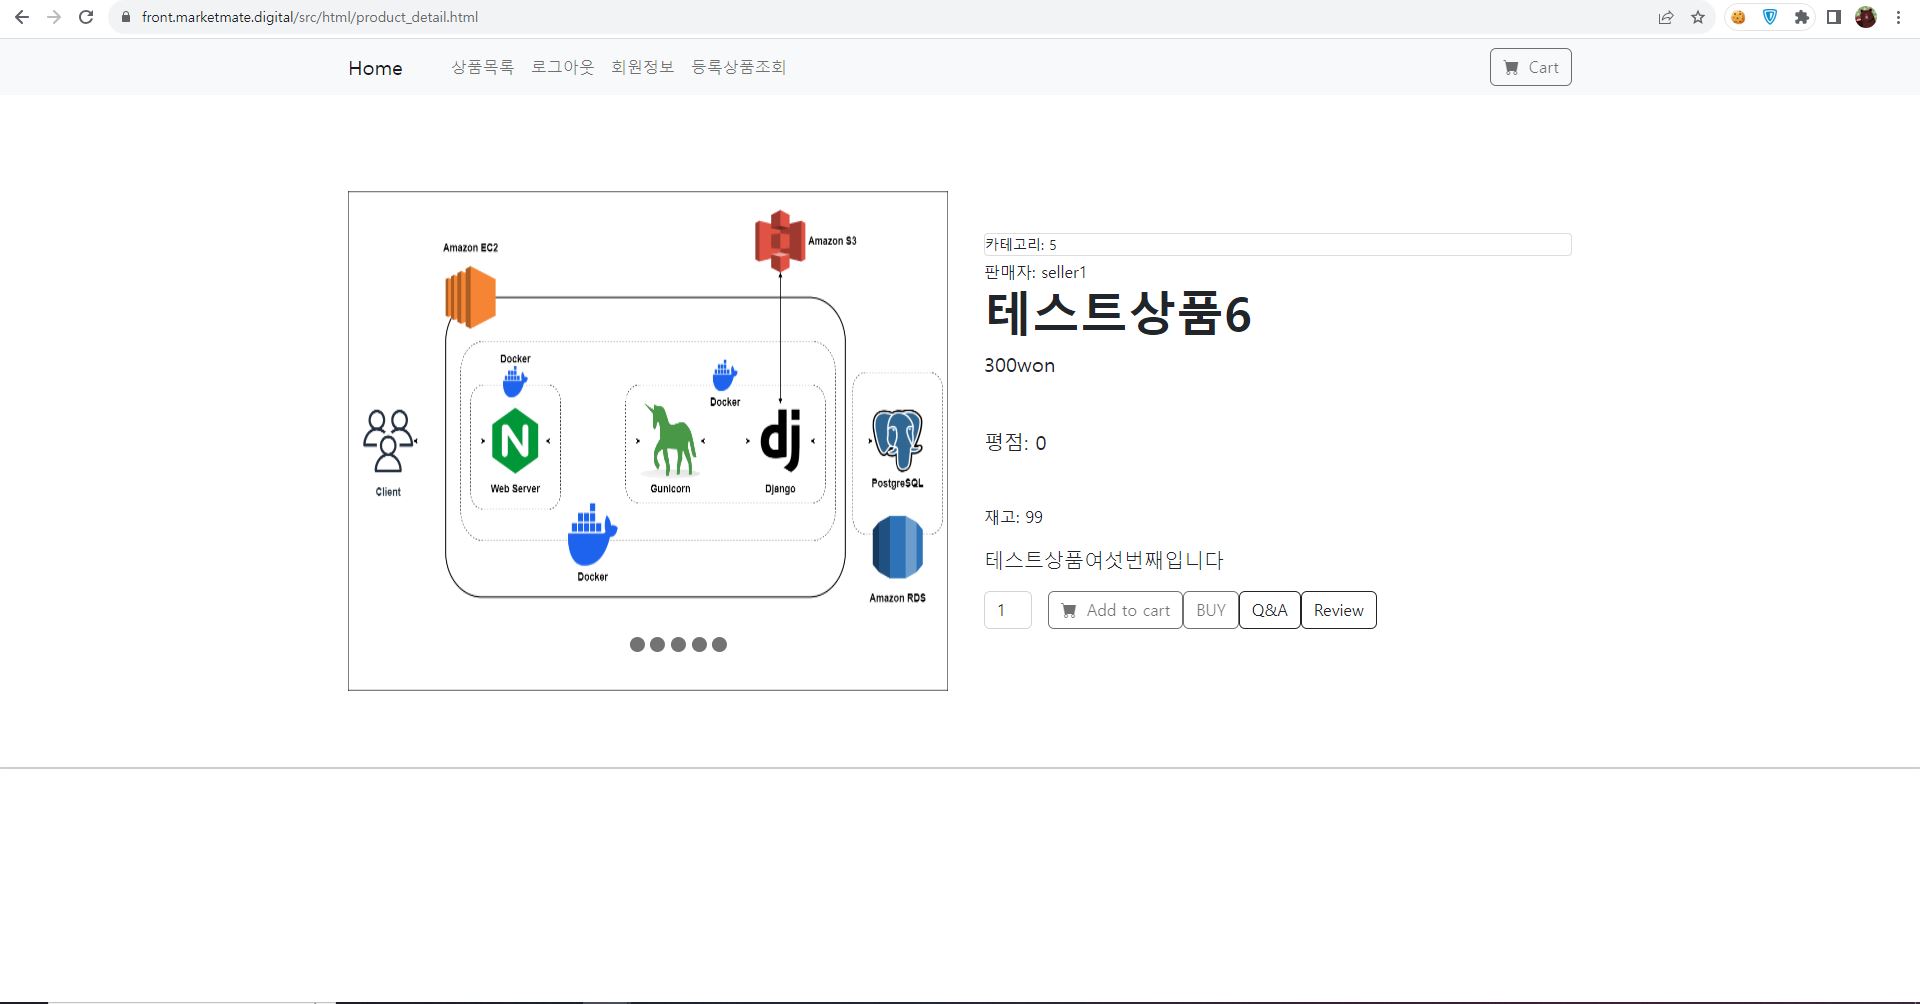 front.marketmate.digital/src/html/product_detail.html
Home 상품목록 로그아웃 회원정보 등록상품조회 Cart
Amazon EC2
Amazon S3
Docker
Docker
Client
Web Server
Gunicorn
dj
Django
PostgreSQL
Docker
Amazon RDS
카테고리: 5
판매자: seller1
테스트상품6
300won
평점: 0
재고: 99
테스트상품여섯번째입니다
1 Add to cart BUY Q&A Review